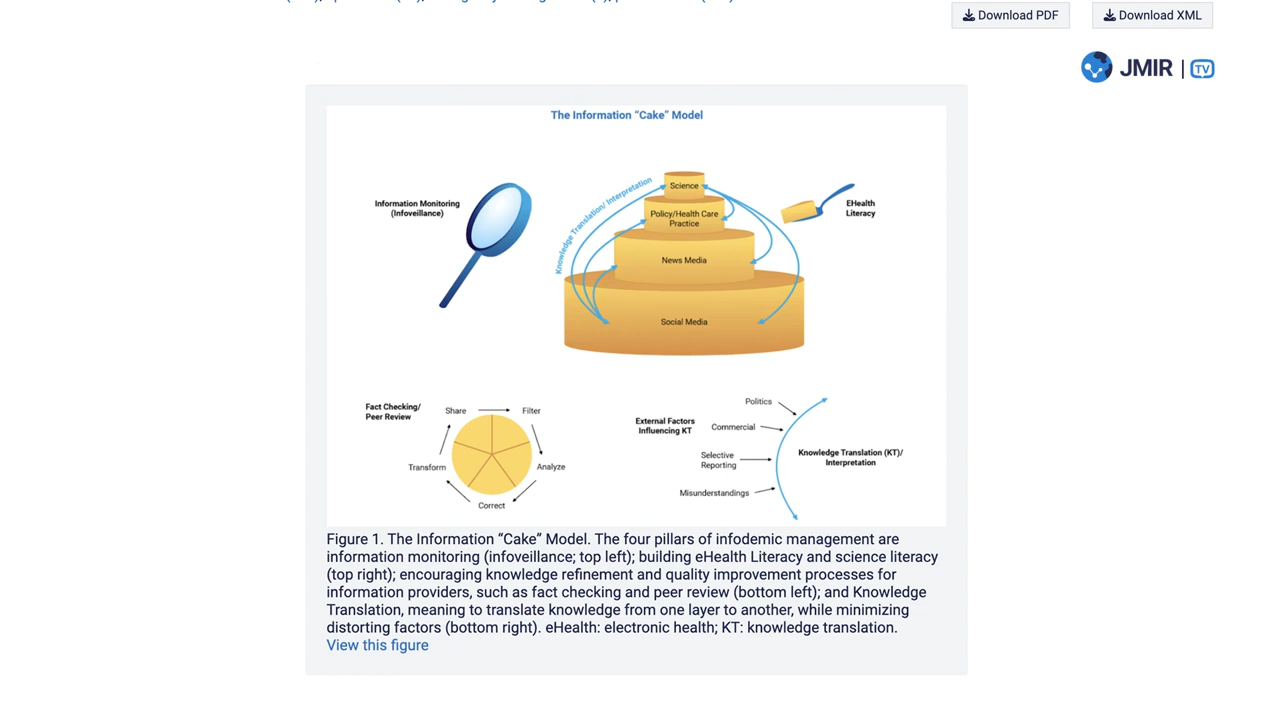 Download PDF
Download XML
JMIR | TV
The Information “Cake” Model
Information Monitoring
(Infoveillance)
Knowledge Translation/ Interpretation
Science
Policy/Health Care
Practice
News Media
Social Media
EHealth
Literacy
Fact Checking/
Peer Review
Share
Filter
Analyze
Correct
Transform
External Factors
Influencing KT
Politics
Commercial
Selective
Reporting
Misunderstandings
Knowledge Translation (KT)/
Interpretation
Figure 1. The Information “Cake” Model. The four pillars of infodemic management are
information monitoring (infoveillance; top left); building eHealth Literacy and science literacy
(top right); encouraging knowledge refinement and quality improvement processes for
information providers, such as fact checking and peer review (bottom left); and Knowledge
Translation, meaning to translate knowledge from one layer to another, while minimizing
distorting factors (bottom right). eHealth: electronic health; KT: knowledge translation.
View this figure